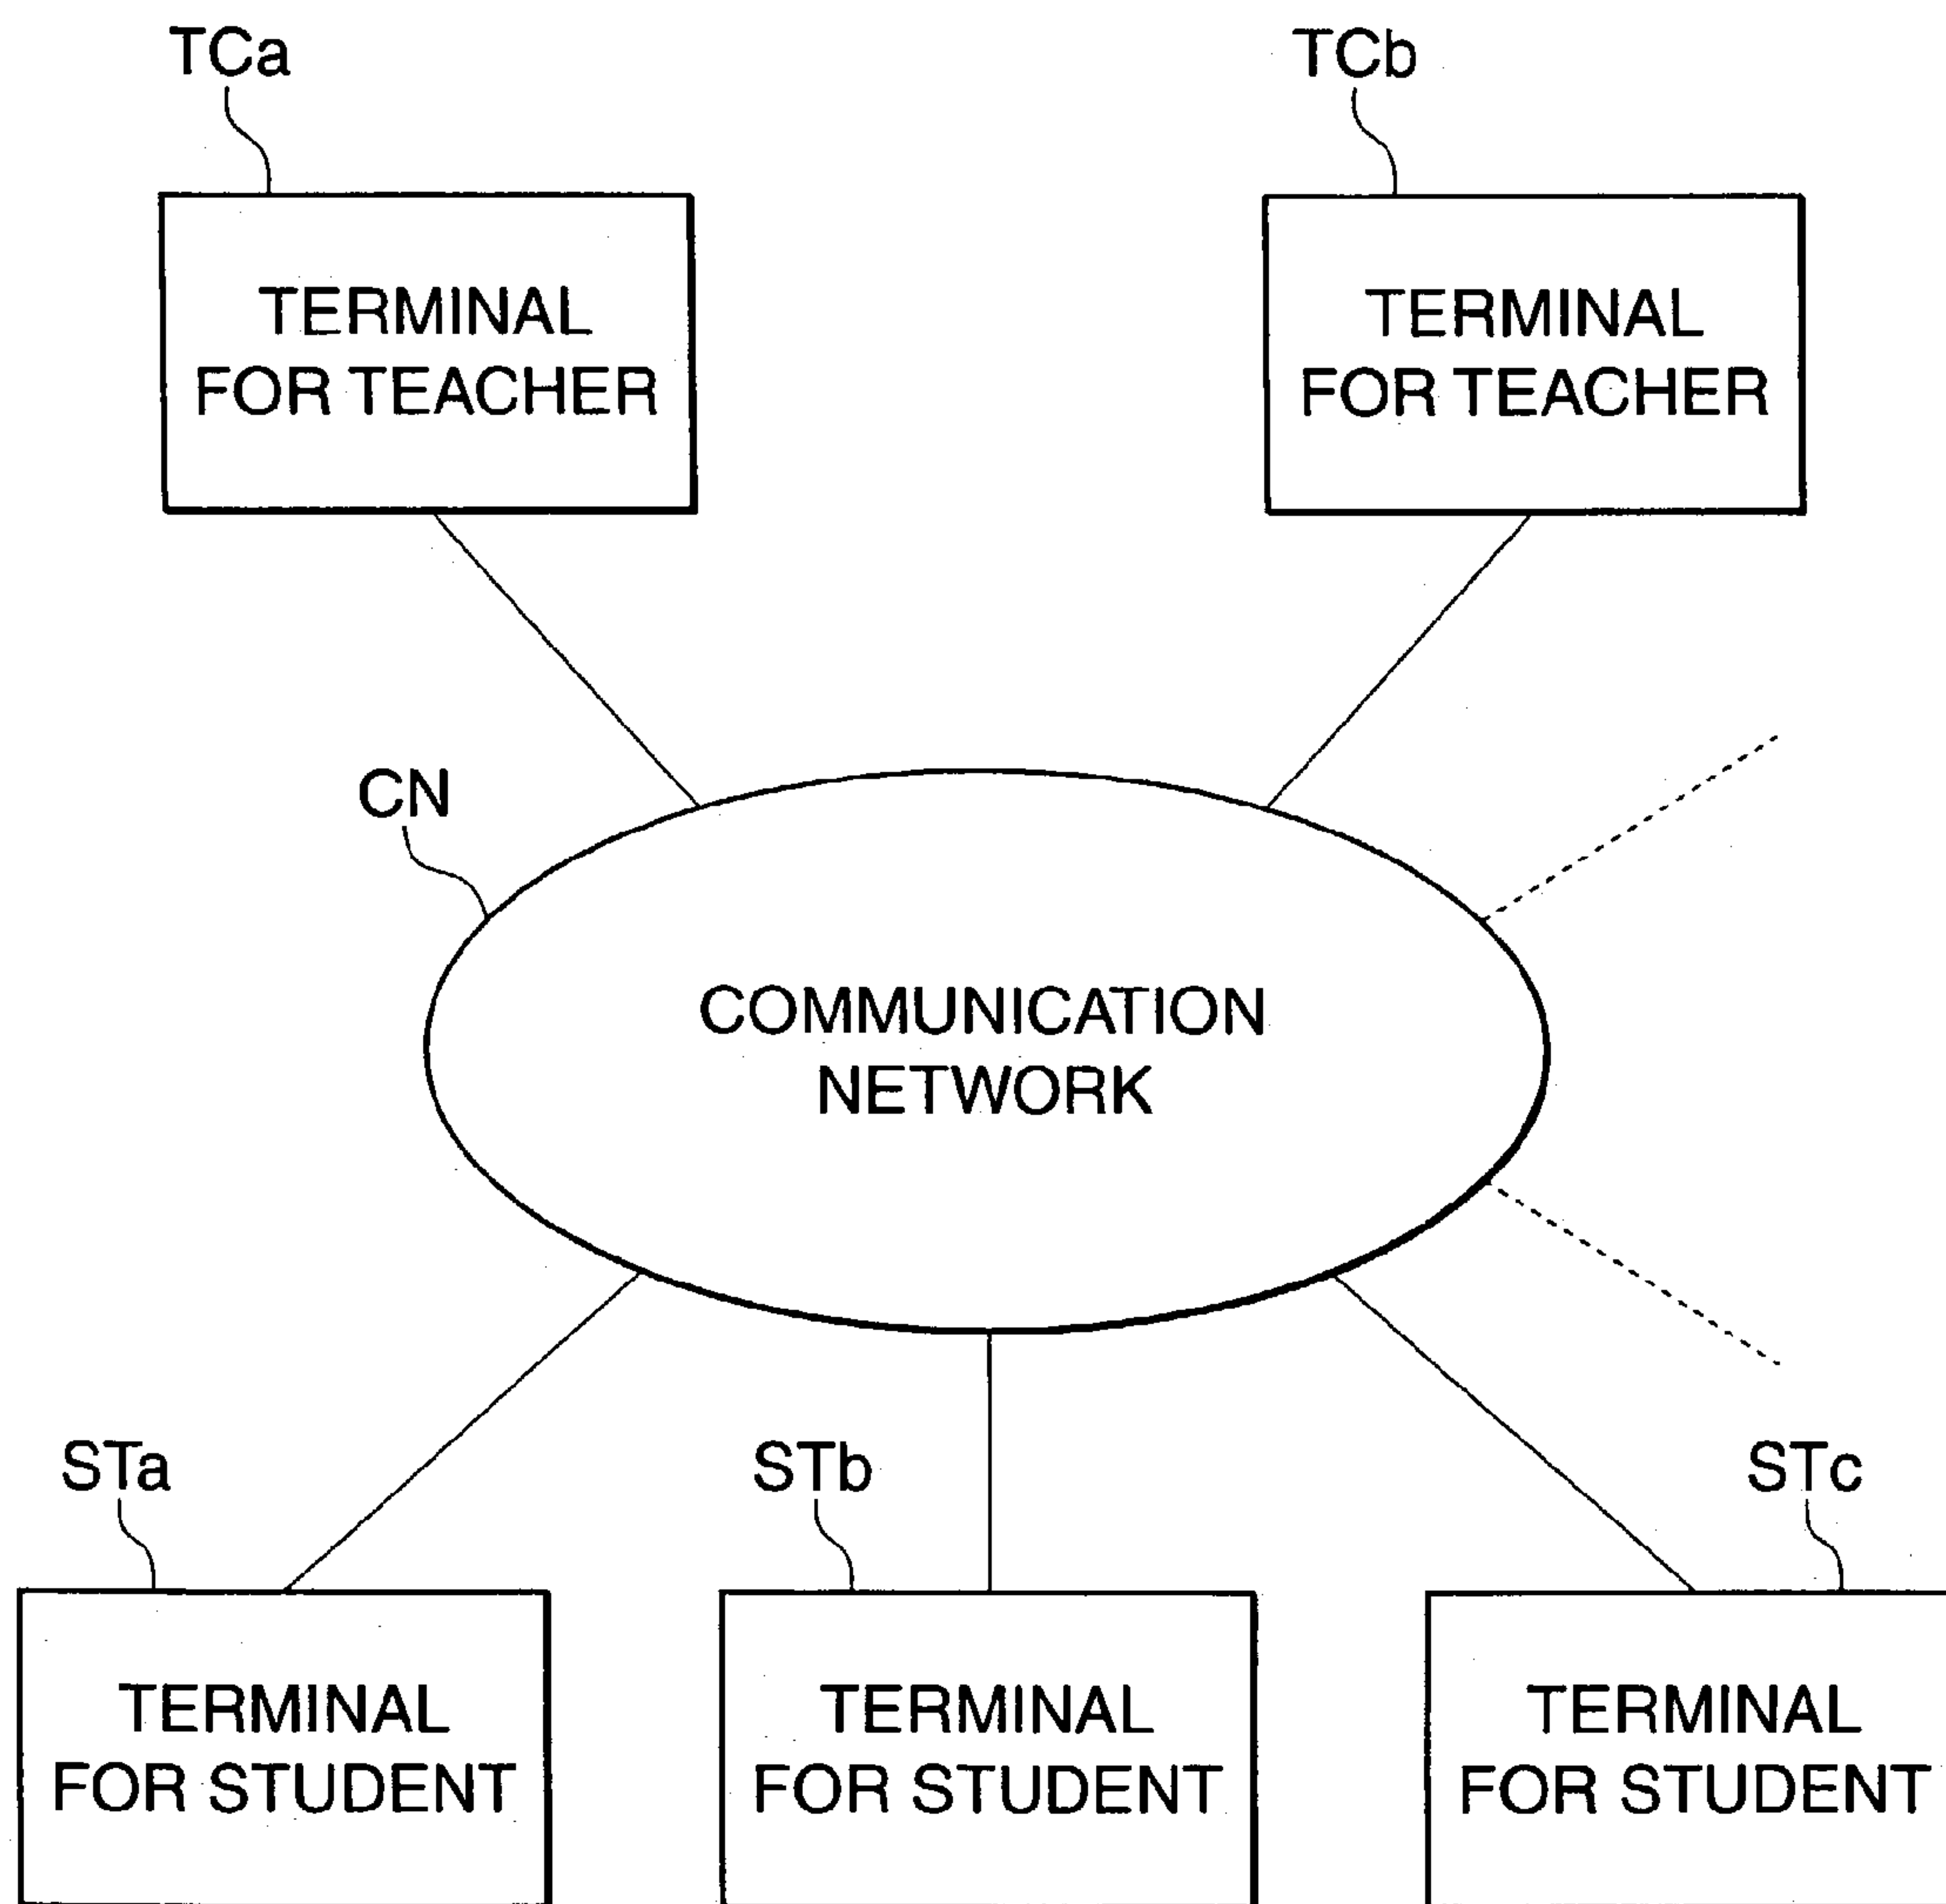 TCa
TCb
TERMINAL
FOR TEACHER
TERMINAL
FOR TEACHER
CN
COMMUNICATION
NETWORK
STa
STb
STc
TERMINAL
FOR STUDENT
TERMINAL
FOR STUDENT
TERMINAL
FOR STUDENT